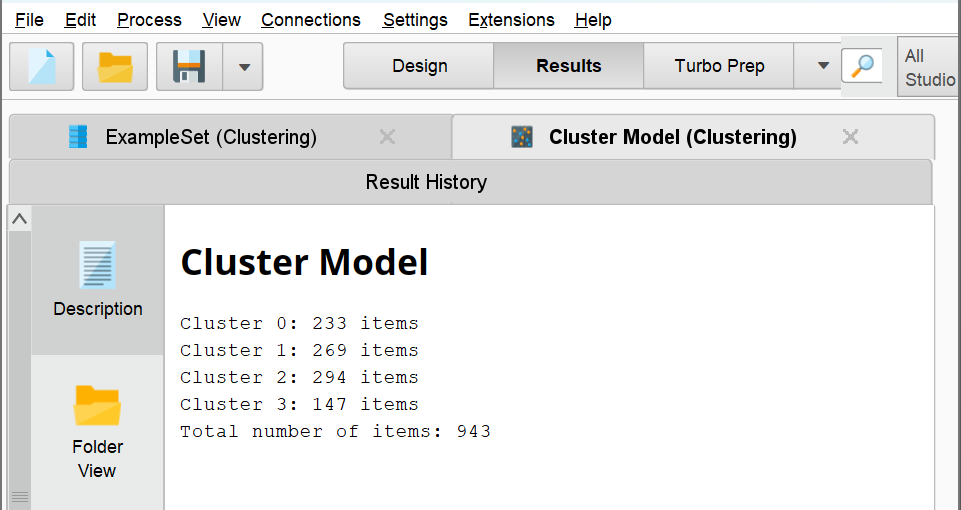 File Edit Process View Connections Settings Extensions Help
Design Results Turbo Prep All
Studio
ExampleSet (Clustering) Cluster Model (Clustering)
Result History
Cluster Model
Description
Cluster 0: 233 items
Cluster 1: 269 items
Cluster 2: 294 items
Cluster 3: 147 items
Total number of items: 943
Folder
View